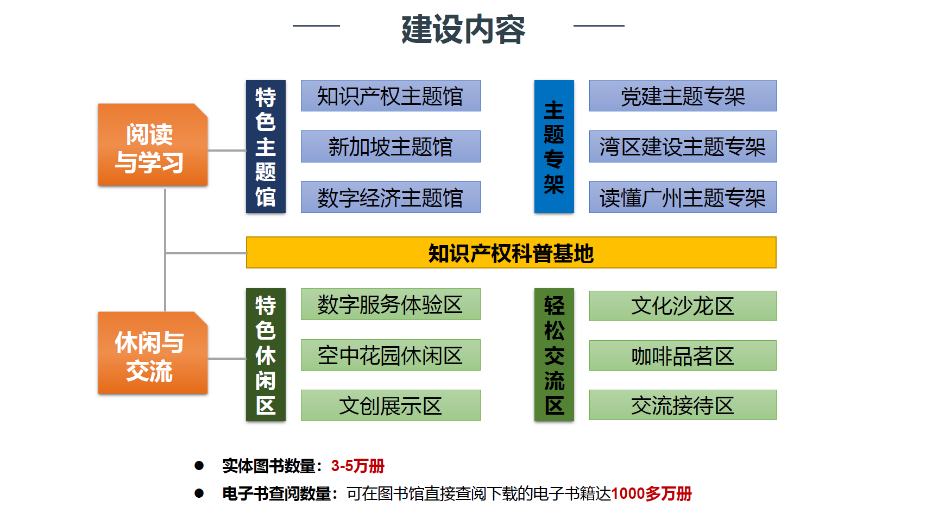 建设内容
阅读
与学习
特色主题馆
知识产权主题馆
新加坡主题馆
数字经济主题馆
主题专架
党建主题专架
湾区建设主题专架
读懂广州主题专架
知识产权科普基地
休闲与
交流
特色休闲区
数字服务体验区
空中花园休闲区
文创展示区
轻松交流区
文化沙龙区
咖啡品茗区
交流接待区
● 实体图书数量：3-5万册
● 电子书查阅数量：可在图书馆直接查阅下载的电子书籍达1000多万册